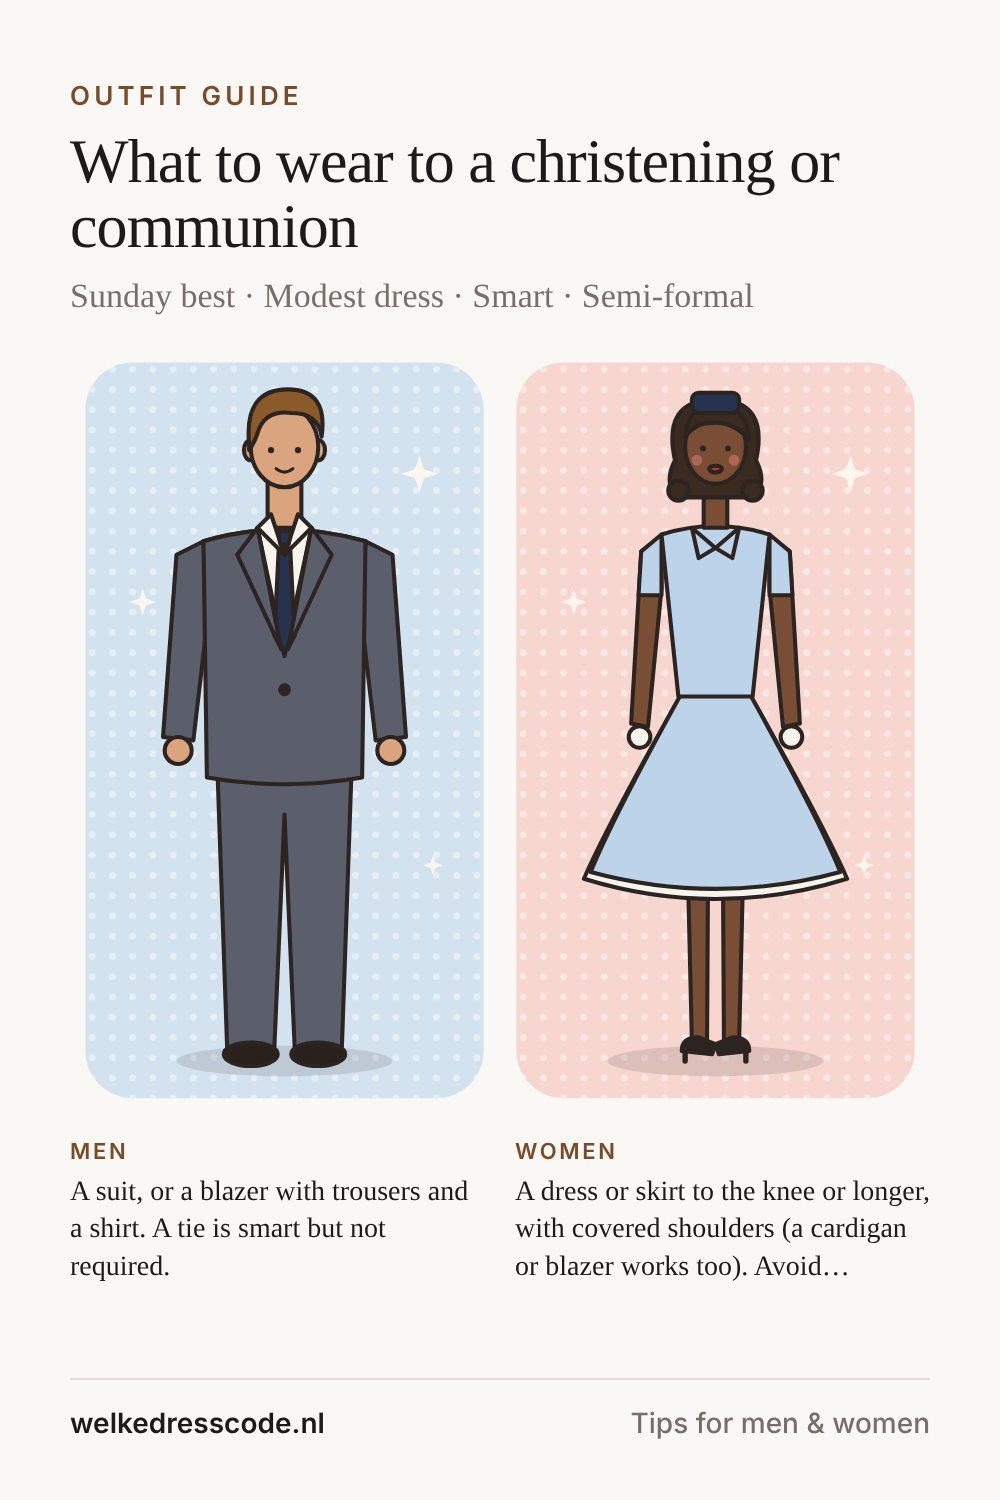 OUTFIT GUIDE
What to wear to a christening or
communion
Sunday best · Modest dress · Smart · Semi-formal
MEN
A suit, or a blazer with trousers and
a shirt. A tie is smart but not
required.
WOMEN
A dress or skirt to the knee or longer,
with covered shoulders (a cardigan
or blazer works too). Avoid…
welkedresscode.nl
Tips for men & women